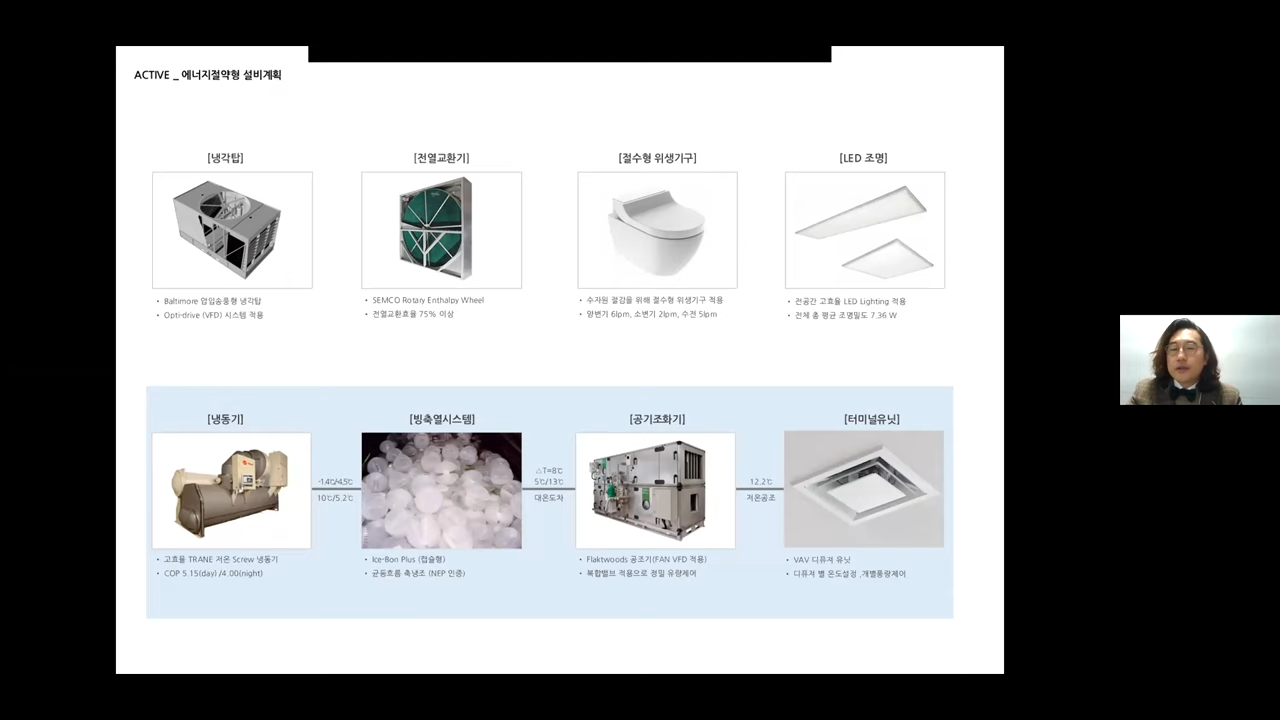 ACTIVE _ 에너지절약형 설비계획
[냉각탑]
[전열교환기]
[절수형 위생기구]
[LED 조명]
• Baltimore 압입송풍형 냉각탑
• Opti-drive (VFD) 시스템 적용
• SEMCO Rotary Enthalpy Wheel
• 전열교환효율 75% 이상
• 수자원 절감을 위해 절수형 위생기구 적용
• 양변기 6lpm, 소변기 2lpm, 수전 5lpm
• 전공간 고효율 LED Lighting 적용
• 전체 총 평균 조명밀도 7.36 W
[냉동기]
[빙축열시스템]
[공기조화기]
[터미널유닛]
-1.4℃/4.5℃
10℃/5.2℃
△T=8℃
5℃/13℃
대온도차
12.2℃
저온공조
• 고효율 TRANE 저온 Screw 냉동기
• COP 5.15(day) /4.00(night)
• Ice-Bon Plus (캡슐형)
• 균등흐름 축냉조 (NEP 인증)
• Flaktwoods 공조기(FAN VFD 적용)
• 복합밸브 적용으로 정밀 유량제어
• VAV 디퓨져 유닛
• 디퓨져 별 온도설정 ,개별풍량제어